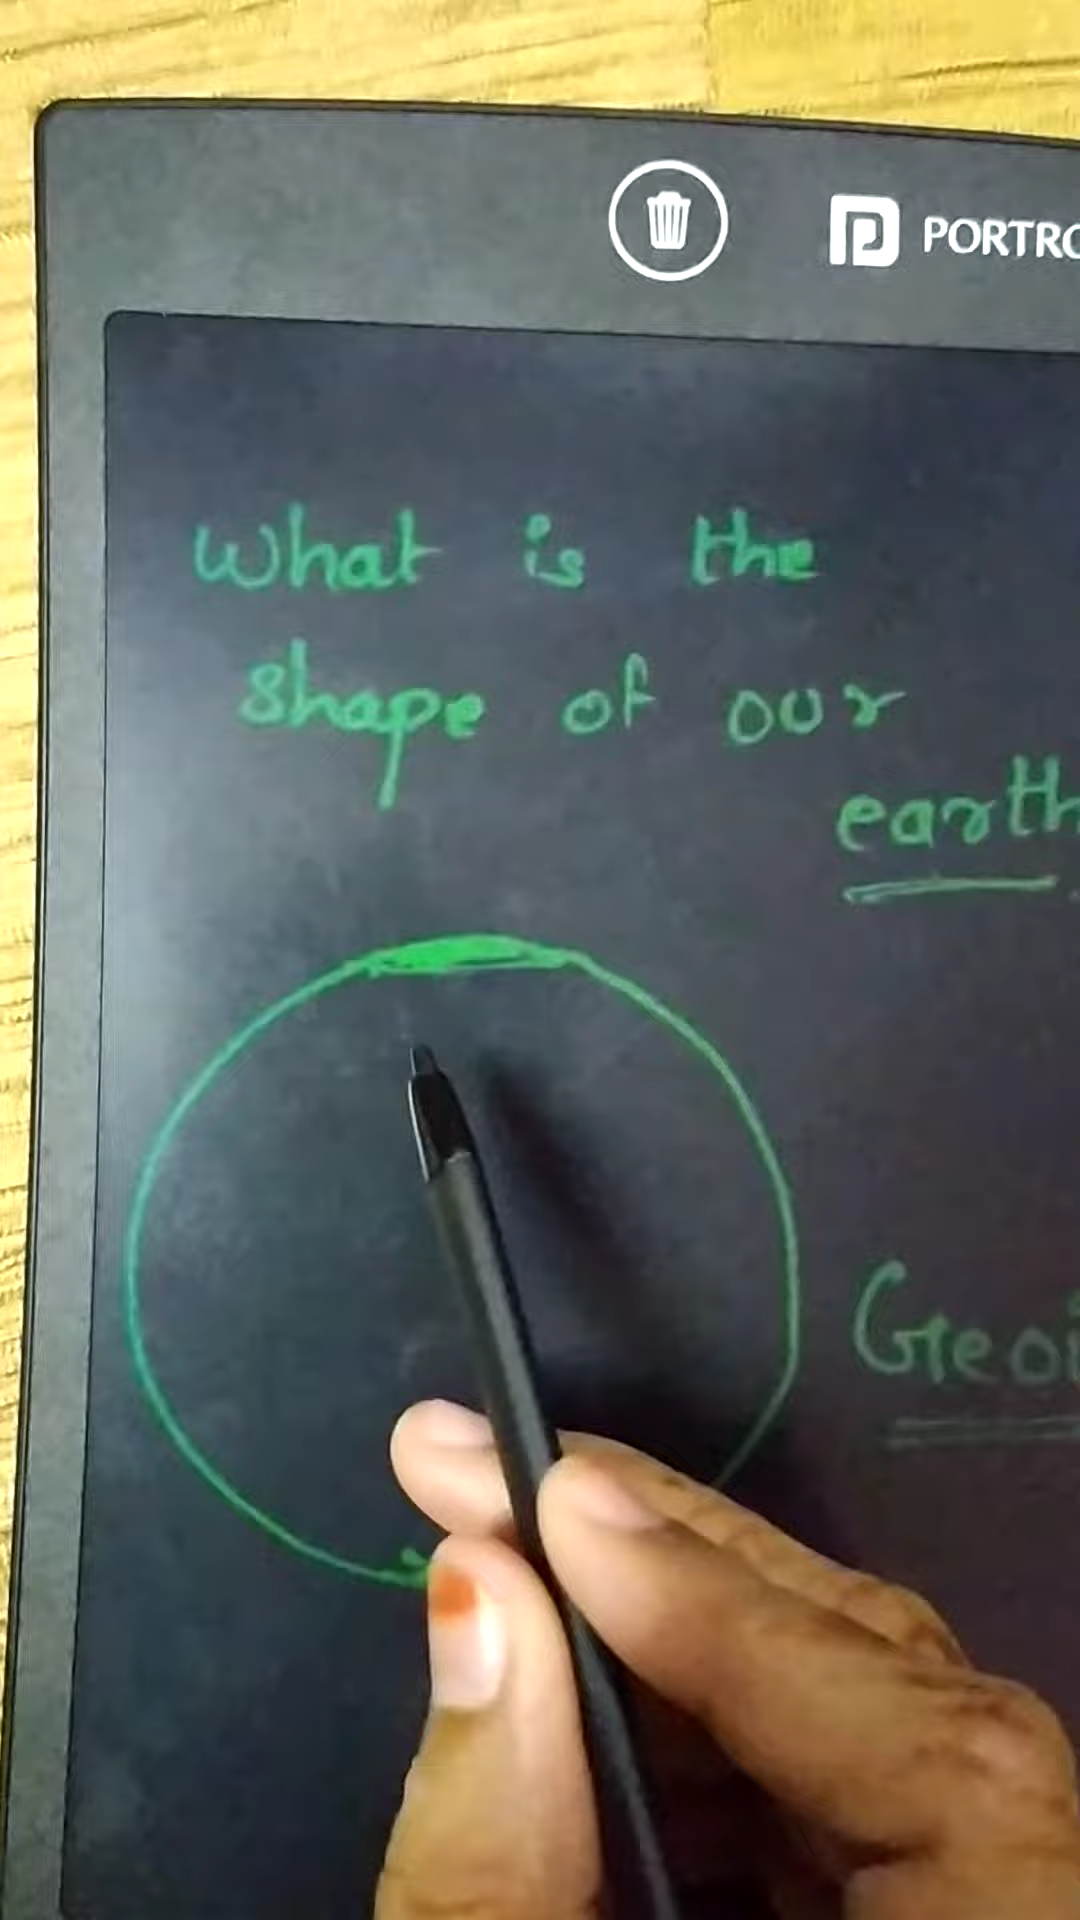 PORTRO
What is the
shape of our
earth
Geoi